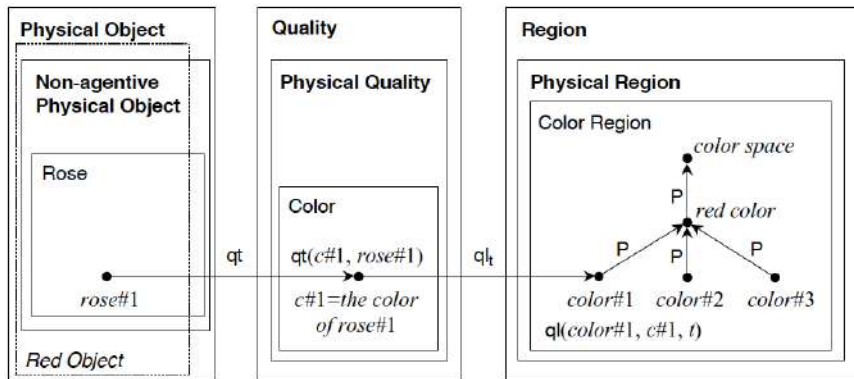 Physical Object
Non-agentive
Physical Object
Rose
rose#1
Red Object
qt
Quality
Physical Quality
Color
qt(c#1, rose#1)
c#1=the color
of rose#1
qlt
Region
Physical Region
Color Region
color space
P
red color
P
P
P
color#1
color#2
color#3
ql(color#1, c#1, t)